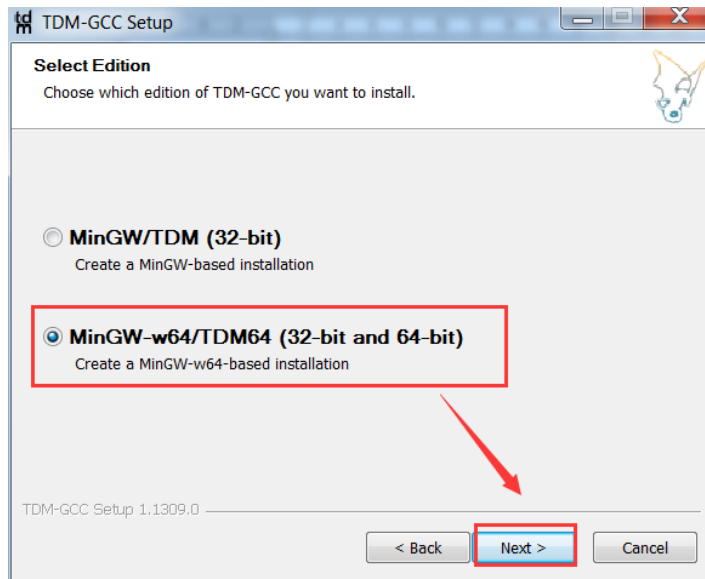 tdm TDM-GCC Setup
Select Edition
Choose which edition of TDM-GCC you want to install.
MinGW/TDM (32-bit)
Create a MinGW-based installation
MinGW-w64/TDM64 (32-bit and 64-bit)
Create a MinGW-w64-based installation
TDM-GCC Setup 1.1309.0
< Back Next > Cancel